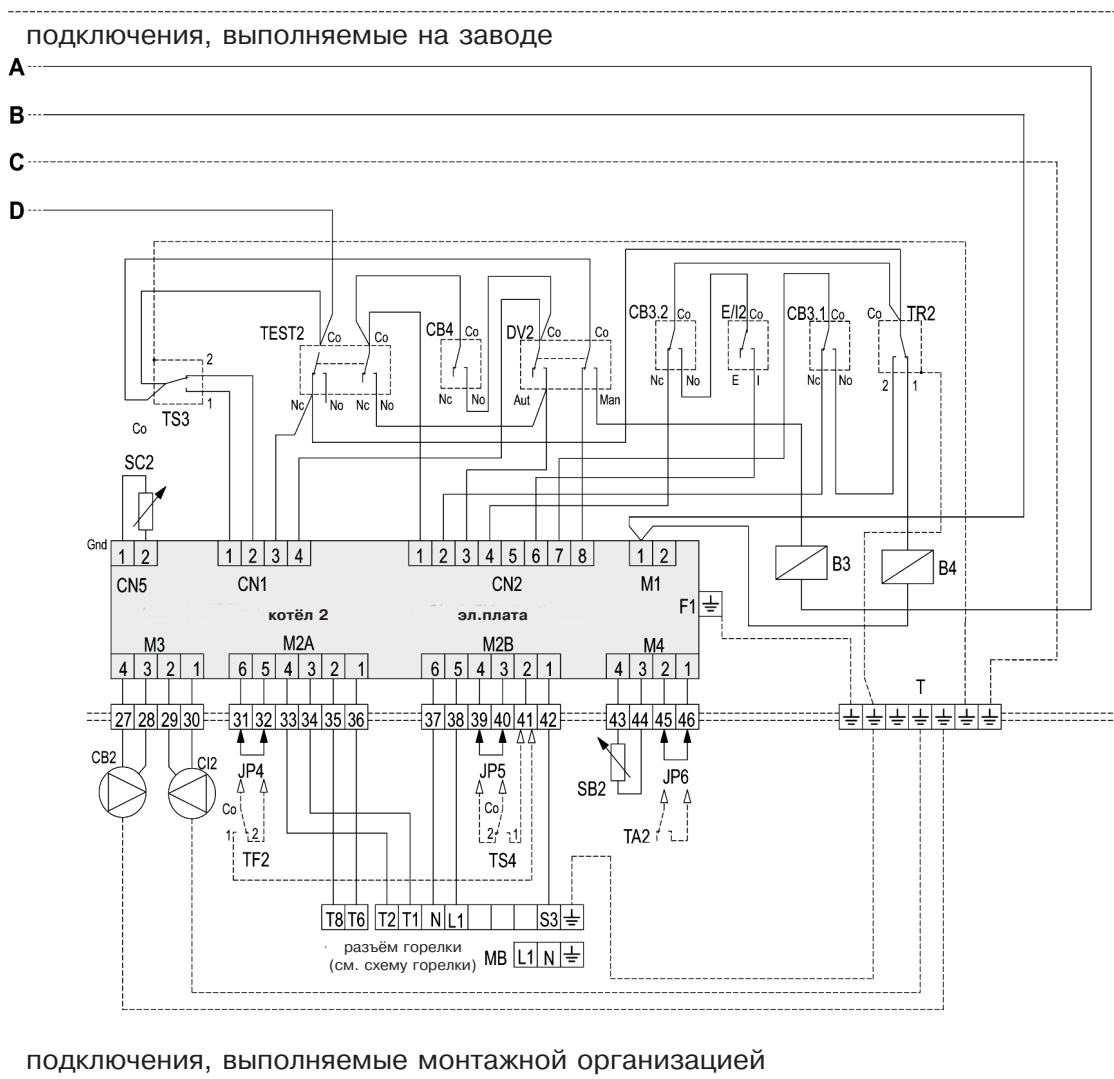 подключения, выполняемые на заводе
A
B
C
D
TEST2 Co Co CB4 Co DV2 Co Co CB3.2 Co E/I2 Co CB3.1 Co Co TR2
2
1
TS3
Co
Nc No Nc No Nc No Aut Man Nc No E I Nc No 2 1
SC2
Gnd 1 2 1 2 3 4 1 2 3 4 5 6 7 8 1 2 B3 B4
CN5 CN1 CN2 M1
котёл 2 эл.плата F1
M3 M2A M2B M4 T
4 3 2 1 6 5 4 3 2 1 6 5 4 3 2 1 4 3 2 1
27 28 29 30 31 32 33 34 35 36 37 38 39 40 41 42 43 44 45 46
CB2 CI2 JP4 JP5 SB2 JP6
Co Co
1 2 2 1 TA2
TF2 TS4
T8 T6 T2 T1 N L1 S3
разъём горелки
(см. схему горелки) MB L1 N
подключения, выполняемые монтажной организацией